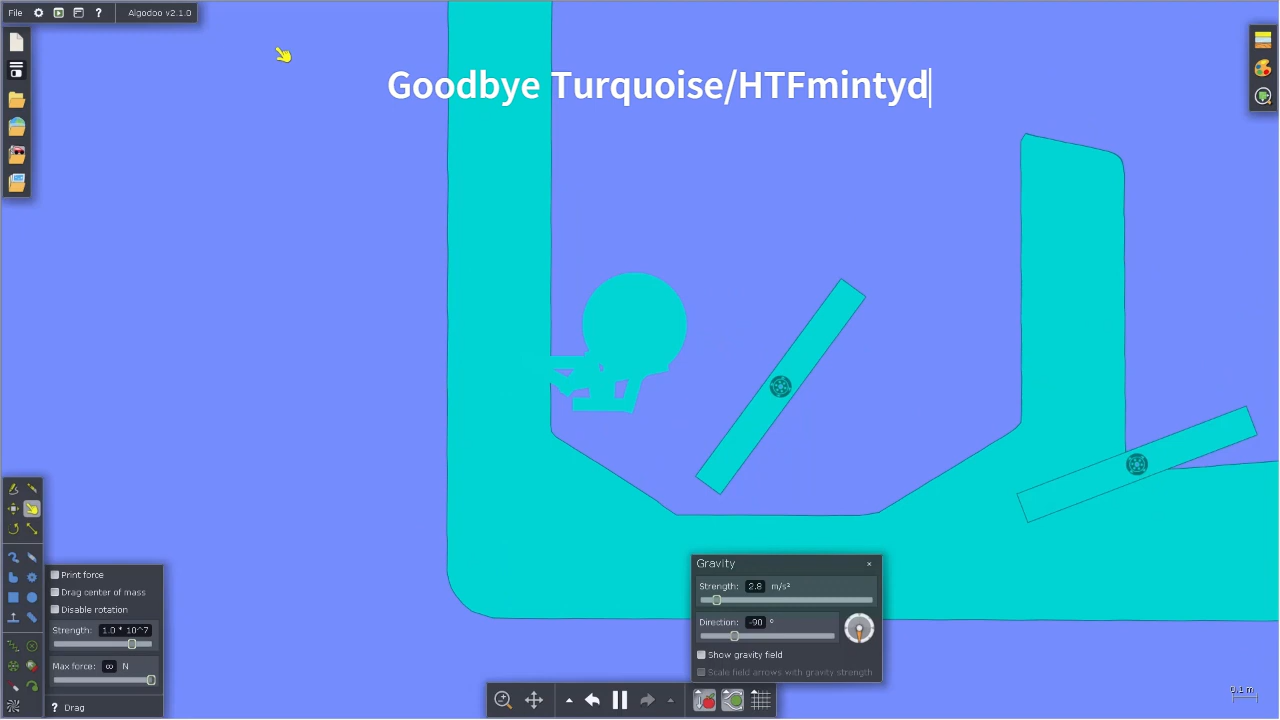 File ? Algodoo v2.1.0
Goodbye Turquoise/HTFmintyd
Print force
Drag center of mass
Disable rotation
Strength: 1.0 * 10^7
Max force: ∞ N
? Drag
Gravity ×
Strength: 2.8 m/s²
Direction: -90 °
Show gravity field
Scale field arrows with gravity strength
0.1 m